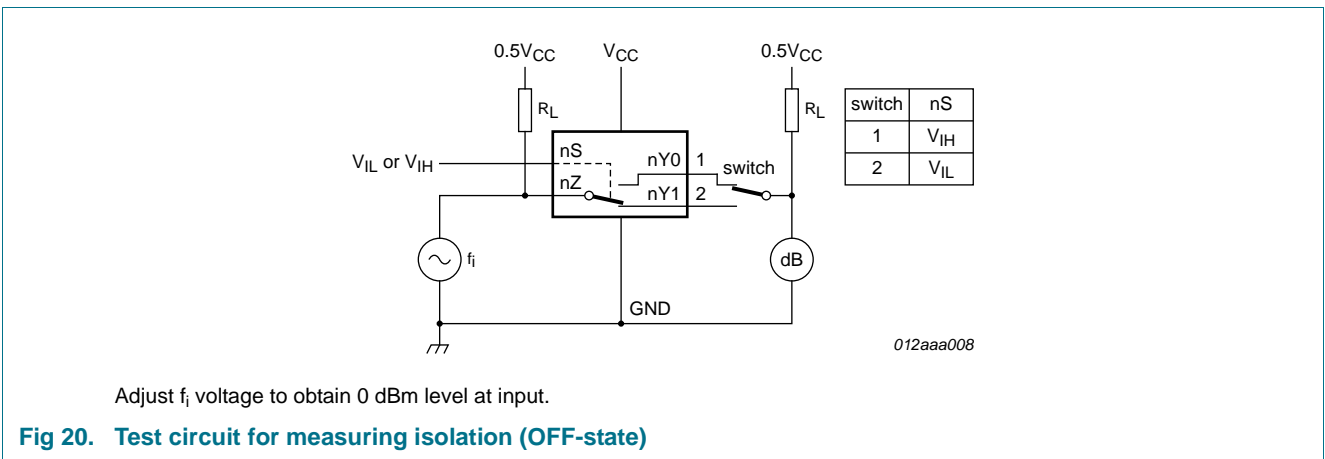 0.5VCC VCC 0.5VCC
RL RL
switch nS
1 VIH
2 VIL
VIL or VIH nS nY0 1 switch
nZ nY1 2
fi dB
GND
012aaa008
Adjust fi voltage to obtain 0 dBm level at input.
Fig 20. Test circuit for measuring isolation (OFF-state)